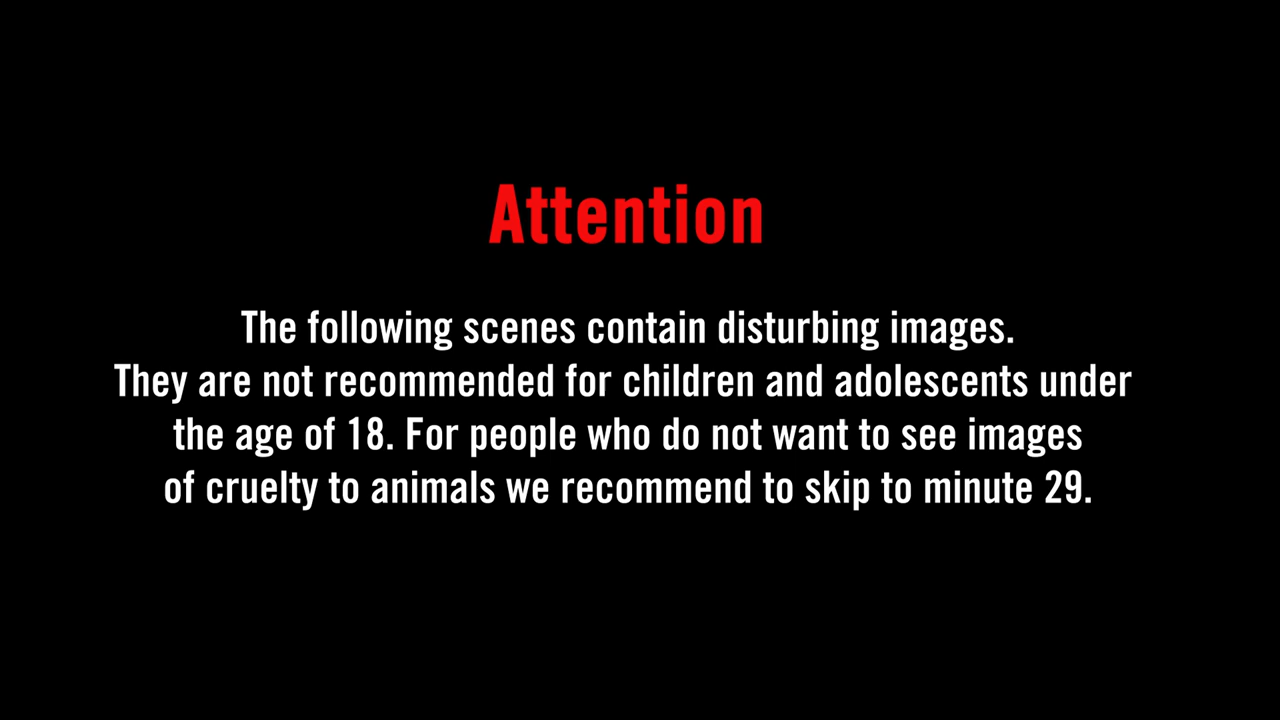 Attention
The following scenes contain disturbing images.
They are not recommended for children and adolescents under
the age of 18. For people who do not want to see images
of cruelty to animals we recommend to skip to minute 29.